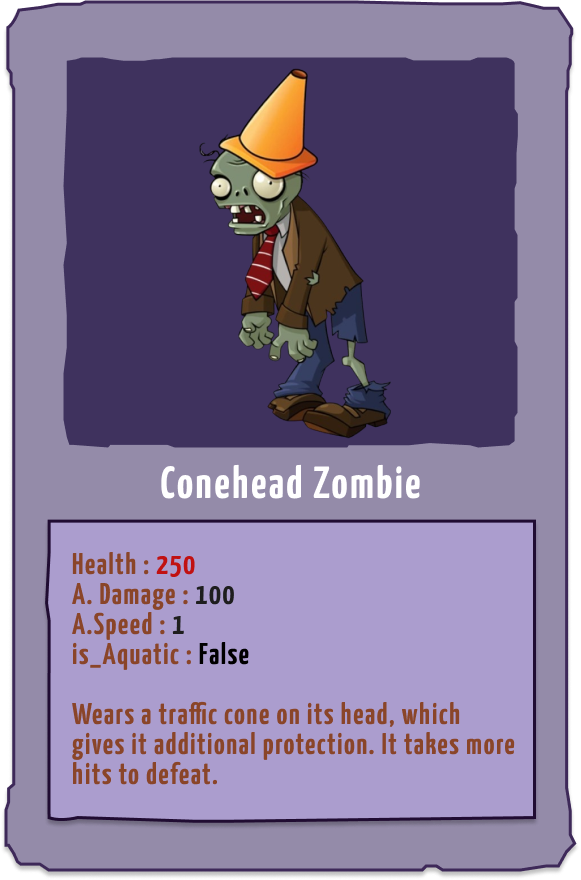 Conehead Zombie
Health : 250
A. Damage : 100
A.Speed : 1
is_Aquatic : False
Wears a traffic cone on its head, which
gives it additional protection. It takes more
hits to defeat.